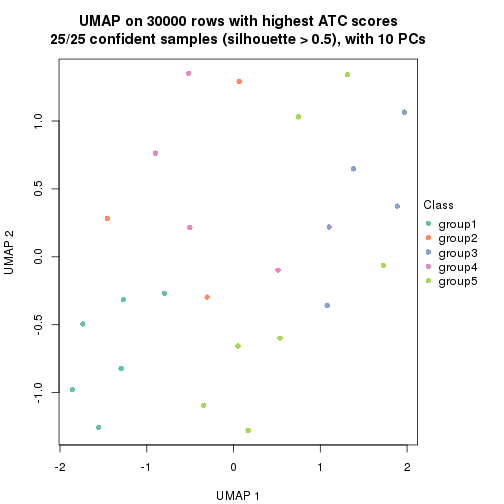 UMAP on 30000 rows with highest ATC scores
25/25 confident samples (silhouette > 0.5), with 10 PCs
1.0
0.5
0.0
-0.5
-1.0
UMAP 2
-2
-1
0
1
2
UMAP 1
Class
group1
group2
group3
group4
group5